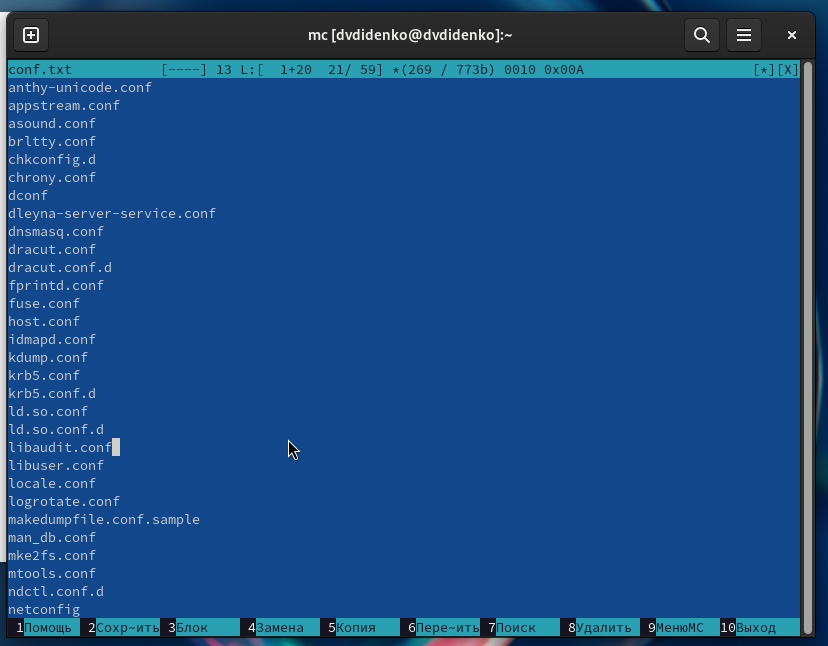 mc [dvdidenko@dvdidenko]:~
conf.txt [----] 13 L:[ 1+20 21/ 59] *(269 / 773b) 0010 0x00A [*][X]
anthy-unicode.conf
appstream.conf
asound.conf
brltty.conf
chkconfig.d
chrony.conf
dconf
dleyna-server-service.conf
dnsmasq.conf
dracut.conf
dracut.conf.d
fprintd.conf
fuse.conf
host.conf
idmapd.conf
kdump.conf
krb5.conf
krb5.conf.d
ld.so.conf
ld.so.conf.d
libaudit.conf
libuser.conf
locale.conf
logrotate.conf
makedumpfile.conf.sample
man_db.conf
mke2fs.conf
mtools.conf
ndctl.conf.d
netconfig
1Помощь 2Сохр~ить 3Блок 4Замена 5Копия 6Пере~ить 7Поиск 8Удалить 9МенюMC 10Выход